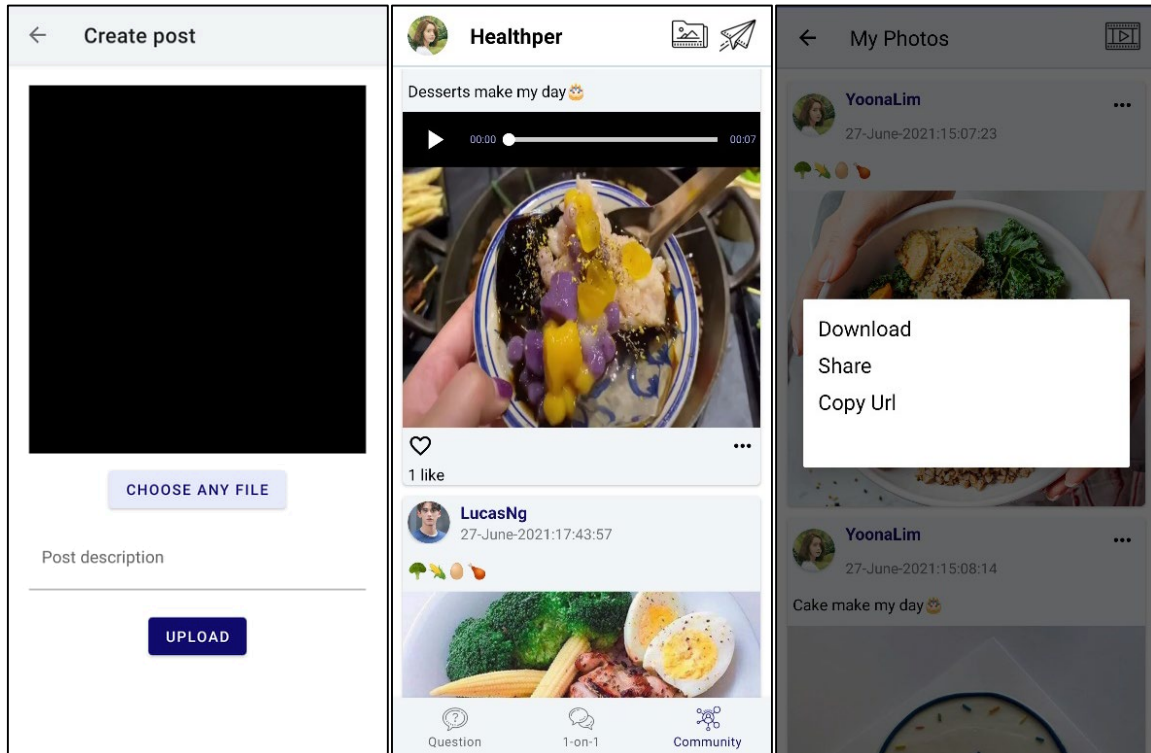 Create post
CHOOSE ANY FILE
Post description
UPLOAD
Healthper
Desserts make my day🎂
00:00
00:07
1 like
LucasNg
27-June-2021:17:43:57
🥦🌽🥚🍗
Question
1-on-1
Community
My Photos
YoonaLim
27-June-2021:15:07:23
🥦🌽🥚🍗
Download
Share
Copy Url
YoonaLim
27-June-2021:15:08:14
Cake make my day🎂